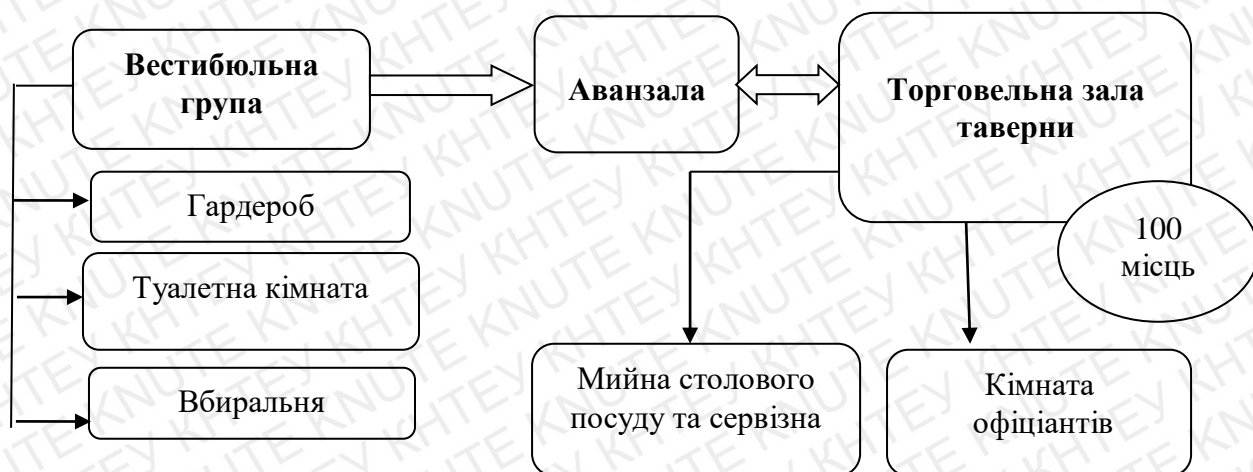 Вестибюльна
група
Аванзала
Торговельна зала
таверни
Гардероб
Туалетна кімната
Вбиральня
100
місць
Мийна столового
посуду та сервізна
Кімната
офіціантів